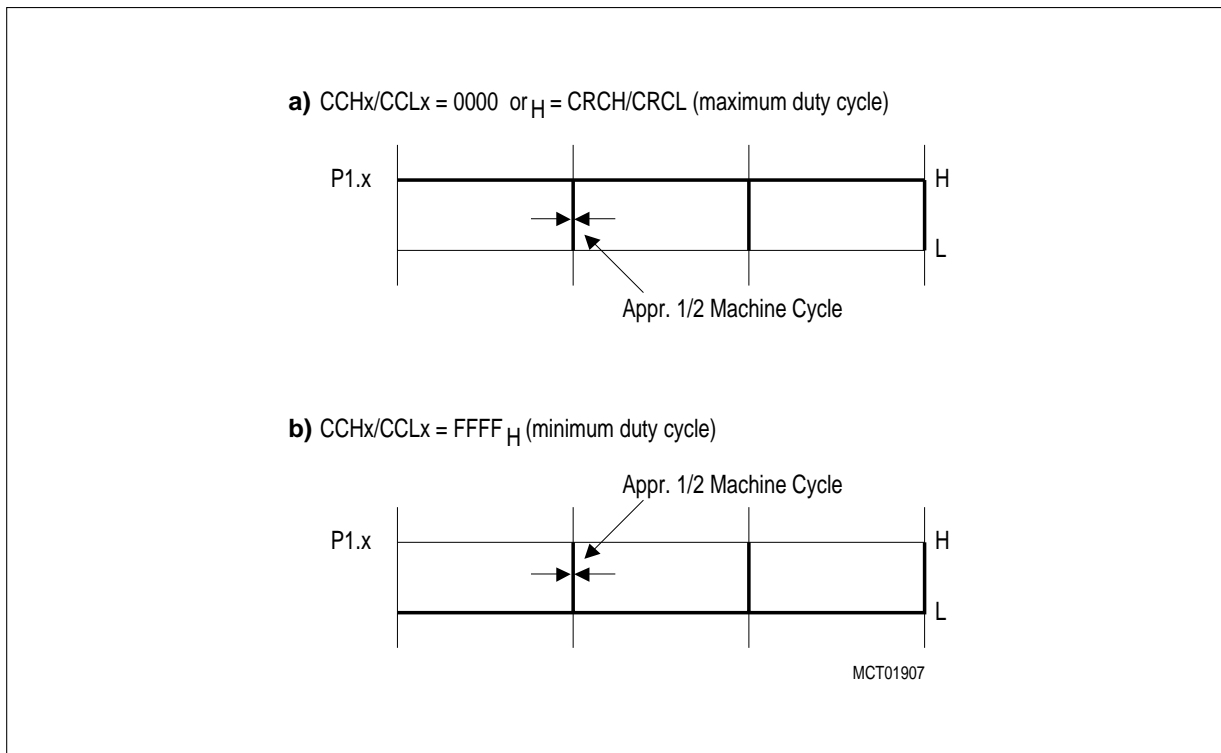 a) CCHx/CCLx = 0000 or H = CRCH/CRCL (maximum duty cycle)
P1.x
H
L
Appr. 1/2 Machine Cycle
b) CCHx/CCLx = FFFF H (minimum duty cycle)
Appr. 1/2 Machine Cycle
P1.x
H
L
MCT01907